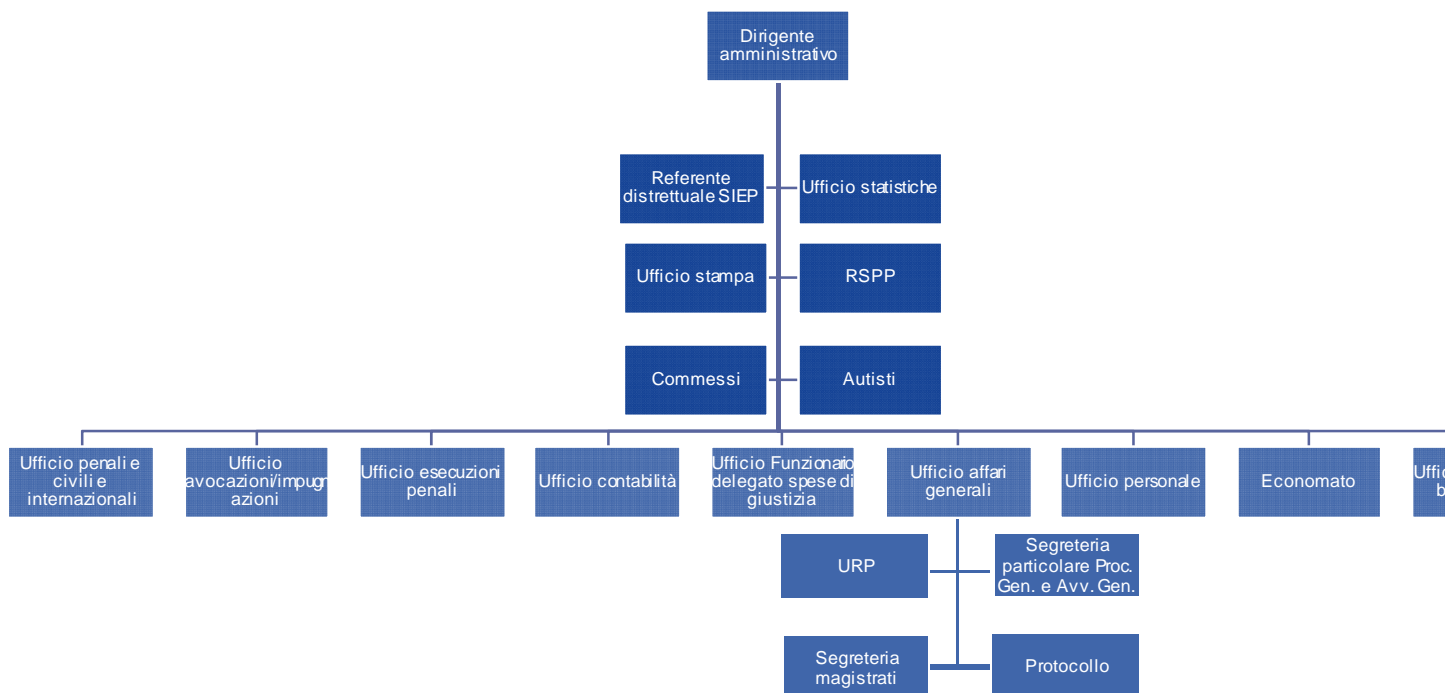 Dirigente
amministrativo
Referente
distrettuale SIEP
Ufficio statistiche
Ufficio stampa
RSPP
Commessi
Autisti
Ufficio penali e
civili e
internazionali
Ufficio
avocazioni/impugn
azioni
Ufficio esecuzioni
penali
Ufficio contabilità
Ufficio Funzionario
delegato spese di
giustizia
Ufficio affari
generali
Ufficio personale
Economato
URP
Segreteria
particolare Proc.
Gen. e Avv. Gen.
Segreteria
magistrati
Protocollo